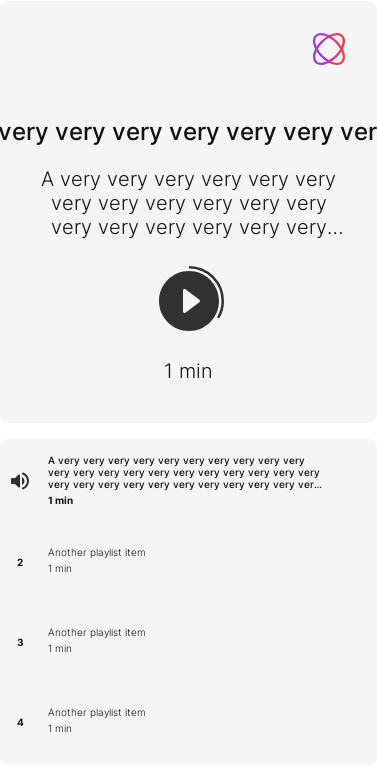 very very very very very very ver
A very very very very very very
very very very very very very
very very very very very very...
1 min
A very very very very very very very very very very
very very very very very very very very very very very
very very very very very very very very very very ver...
1 min
2
Another playlist item
1 min
3
Another playlist item
1 min
4
Another playlist item
1 min